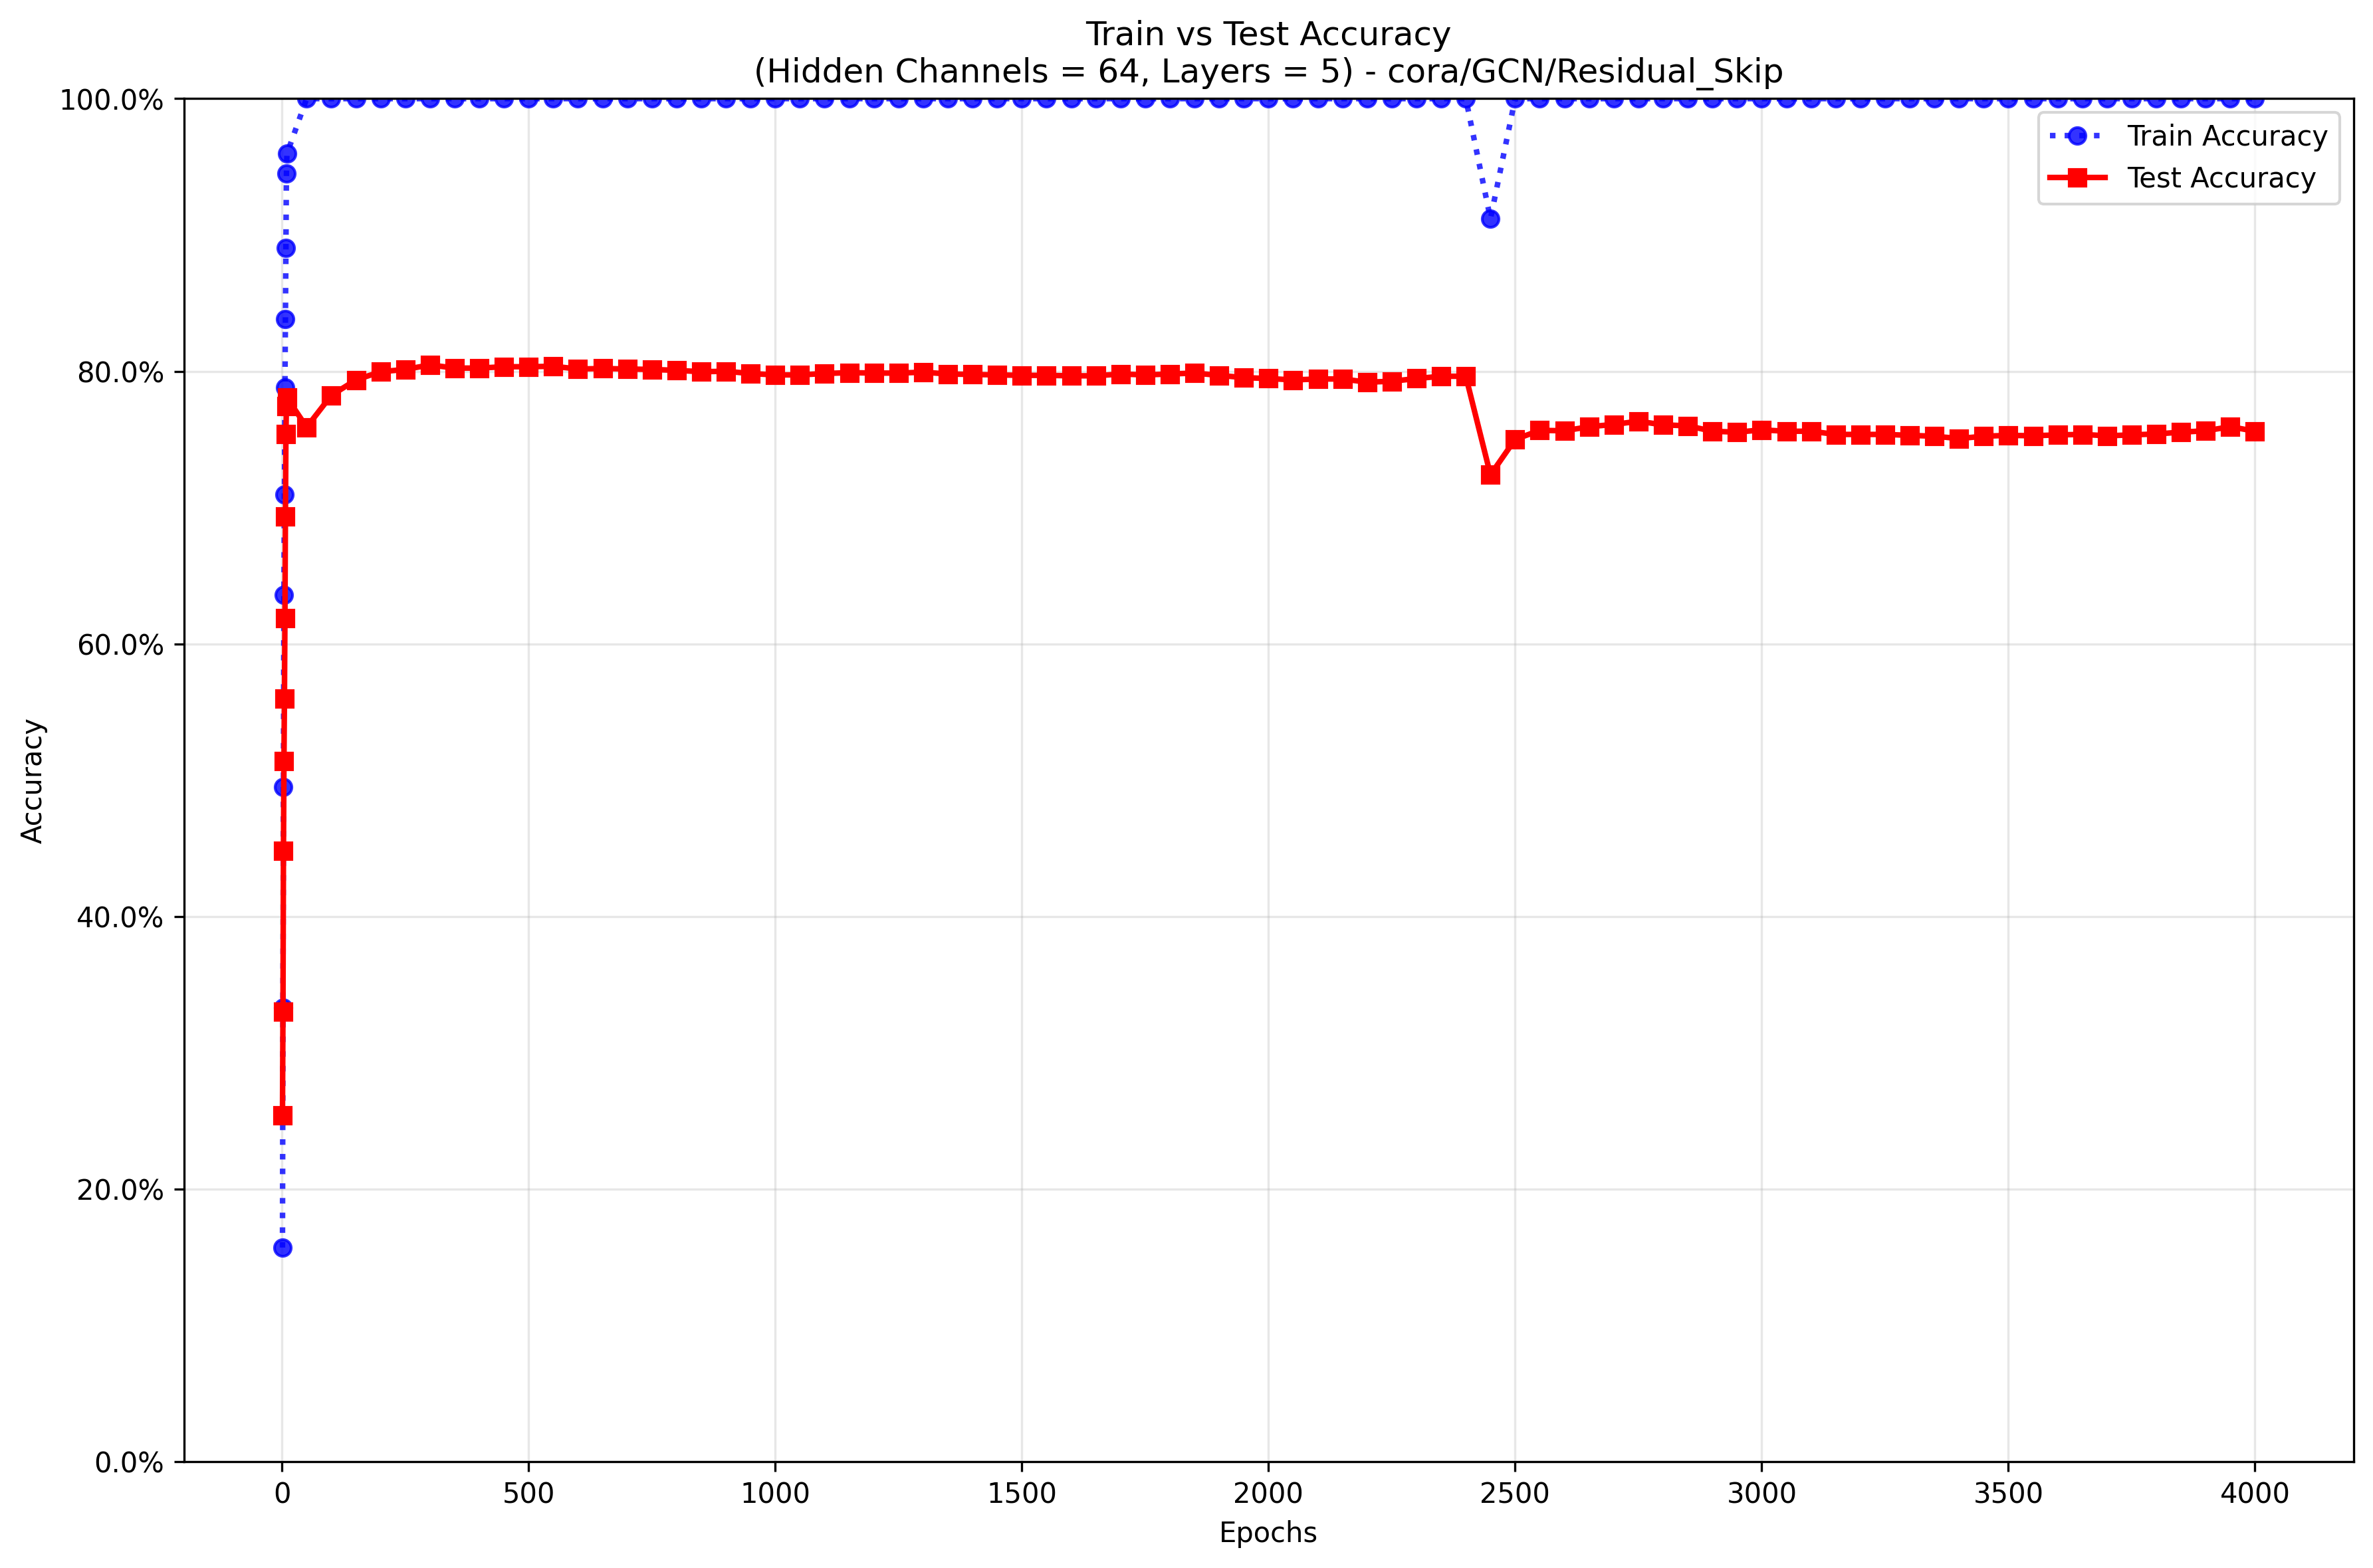 Train vs Test Accuracy
(Hidden Channels = 64, Layers = 5) - cora/GCN/Residual_Skip
100.0%
80.0%
60.0%
40.0%
20.0%
0.0%
Accuracy
Train Accuracy
Test Accuracy
0 500 1000 1500 2000 2500 3000 3500 4000
Epochs